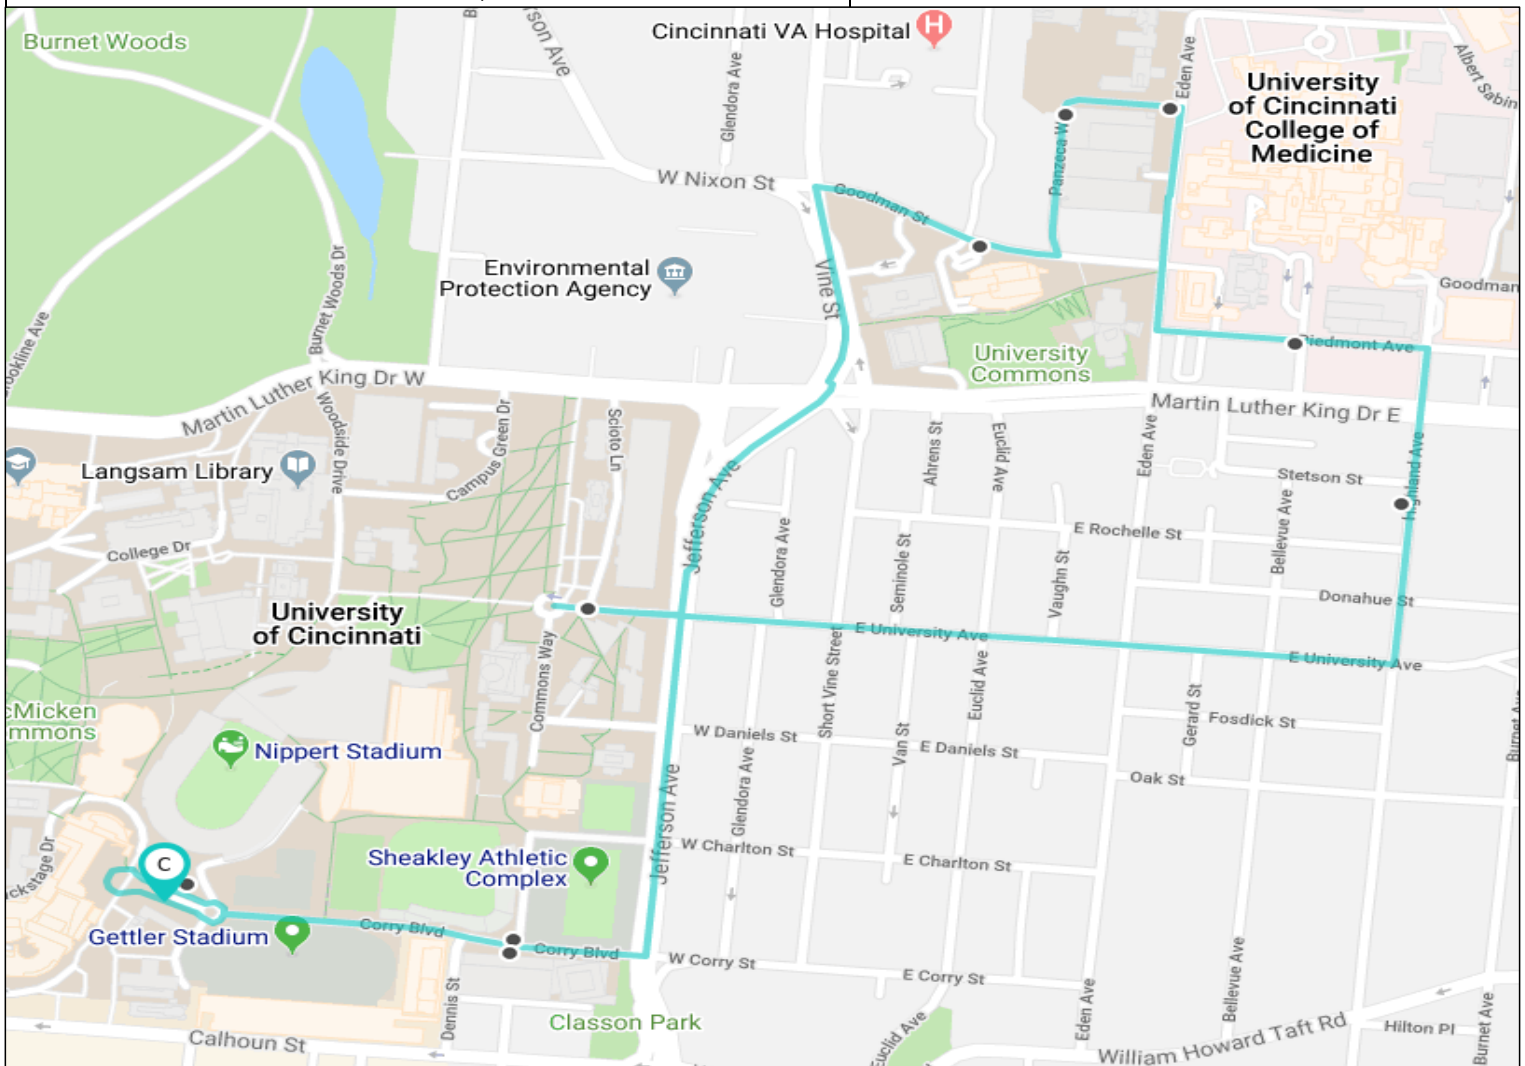 Burnet Woods
Cincinnati VA Hospital
Glendora Ave
Eden Ave
University
of Cincinnati
College of
Medicine
Albert Sabin
W Nixon St
Goodman St
Panzeca W
Environmental
Protection Agency
Vine St
Burnet Woods Dr
Goodman
University
Commons
Piedmont Ave
Martin Luther King Dr W
Martin Luther King Dr E
Woodside Drive
Campus Green Dr
Scioto Ln
Langsam Library
Ahrens St
Euclid Ave
Eden Ave
Highland Ave
Stetson St
Jefferson Ave
College Dr
Glendora Ave
Seminole St
E Rochelle St
Vaughn St
Bellevue Ave
Donahue St
University
of Cincinnati
Commons Way
E University Ave
E University Ave
Short Vine Street
Euclid Ave
Gerard St
Fosdick St
cMicken
mmons
Nippert Stadium
W Daniels St
E Daniels St
Van St
Oak St
Glendora Ave
Jefferson Ave
Sheakley Athletic
Complex
W Charlton St
E Charlton St
ckstage Dr
C
Corry Blvd
Gettler Stadium
Corry Blvd
W Corry St
E Corry St
Dennis St
Bellevue Ave
Eden Ave
Classon Park
Calhoun St
Euclid Ave
William Howard Taft Rd
Hilton Pl
Burnet Ave